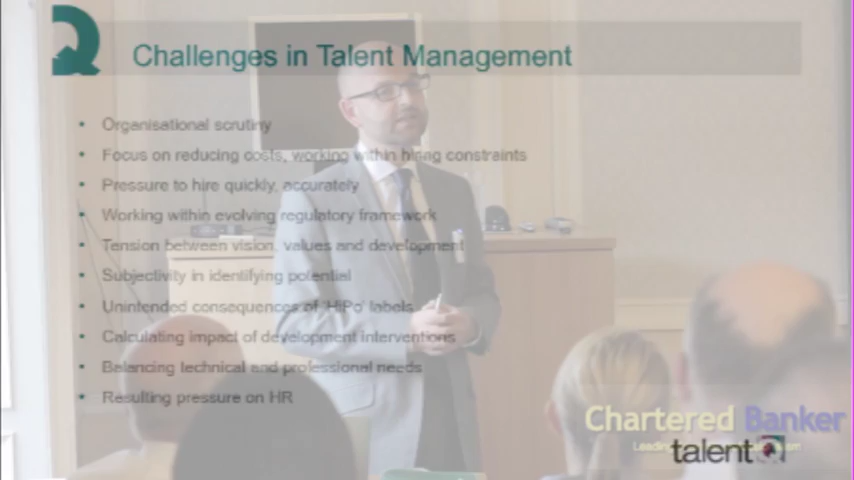 Challenges in Talent Management
• Organisational scrutiny
• Focus on reducing costs, working within hiring constraints
• Pressure to hire quickly, accurately
• Working within evolving regulatory framework
• Tension between vision, values and development
• Subjectivity in identifying potential
• Unintended consequences of 'HiPo' labels
• Calculating impact of development interventions
• Balancing technical and professional needs
• Resulting pressure on HR
Chartered Banker
Leading
talent Q